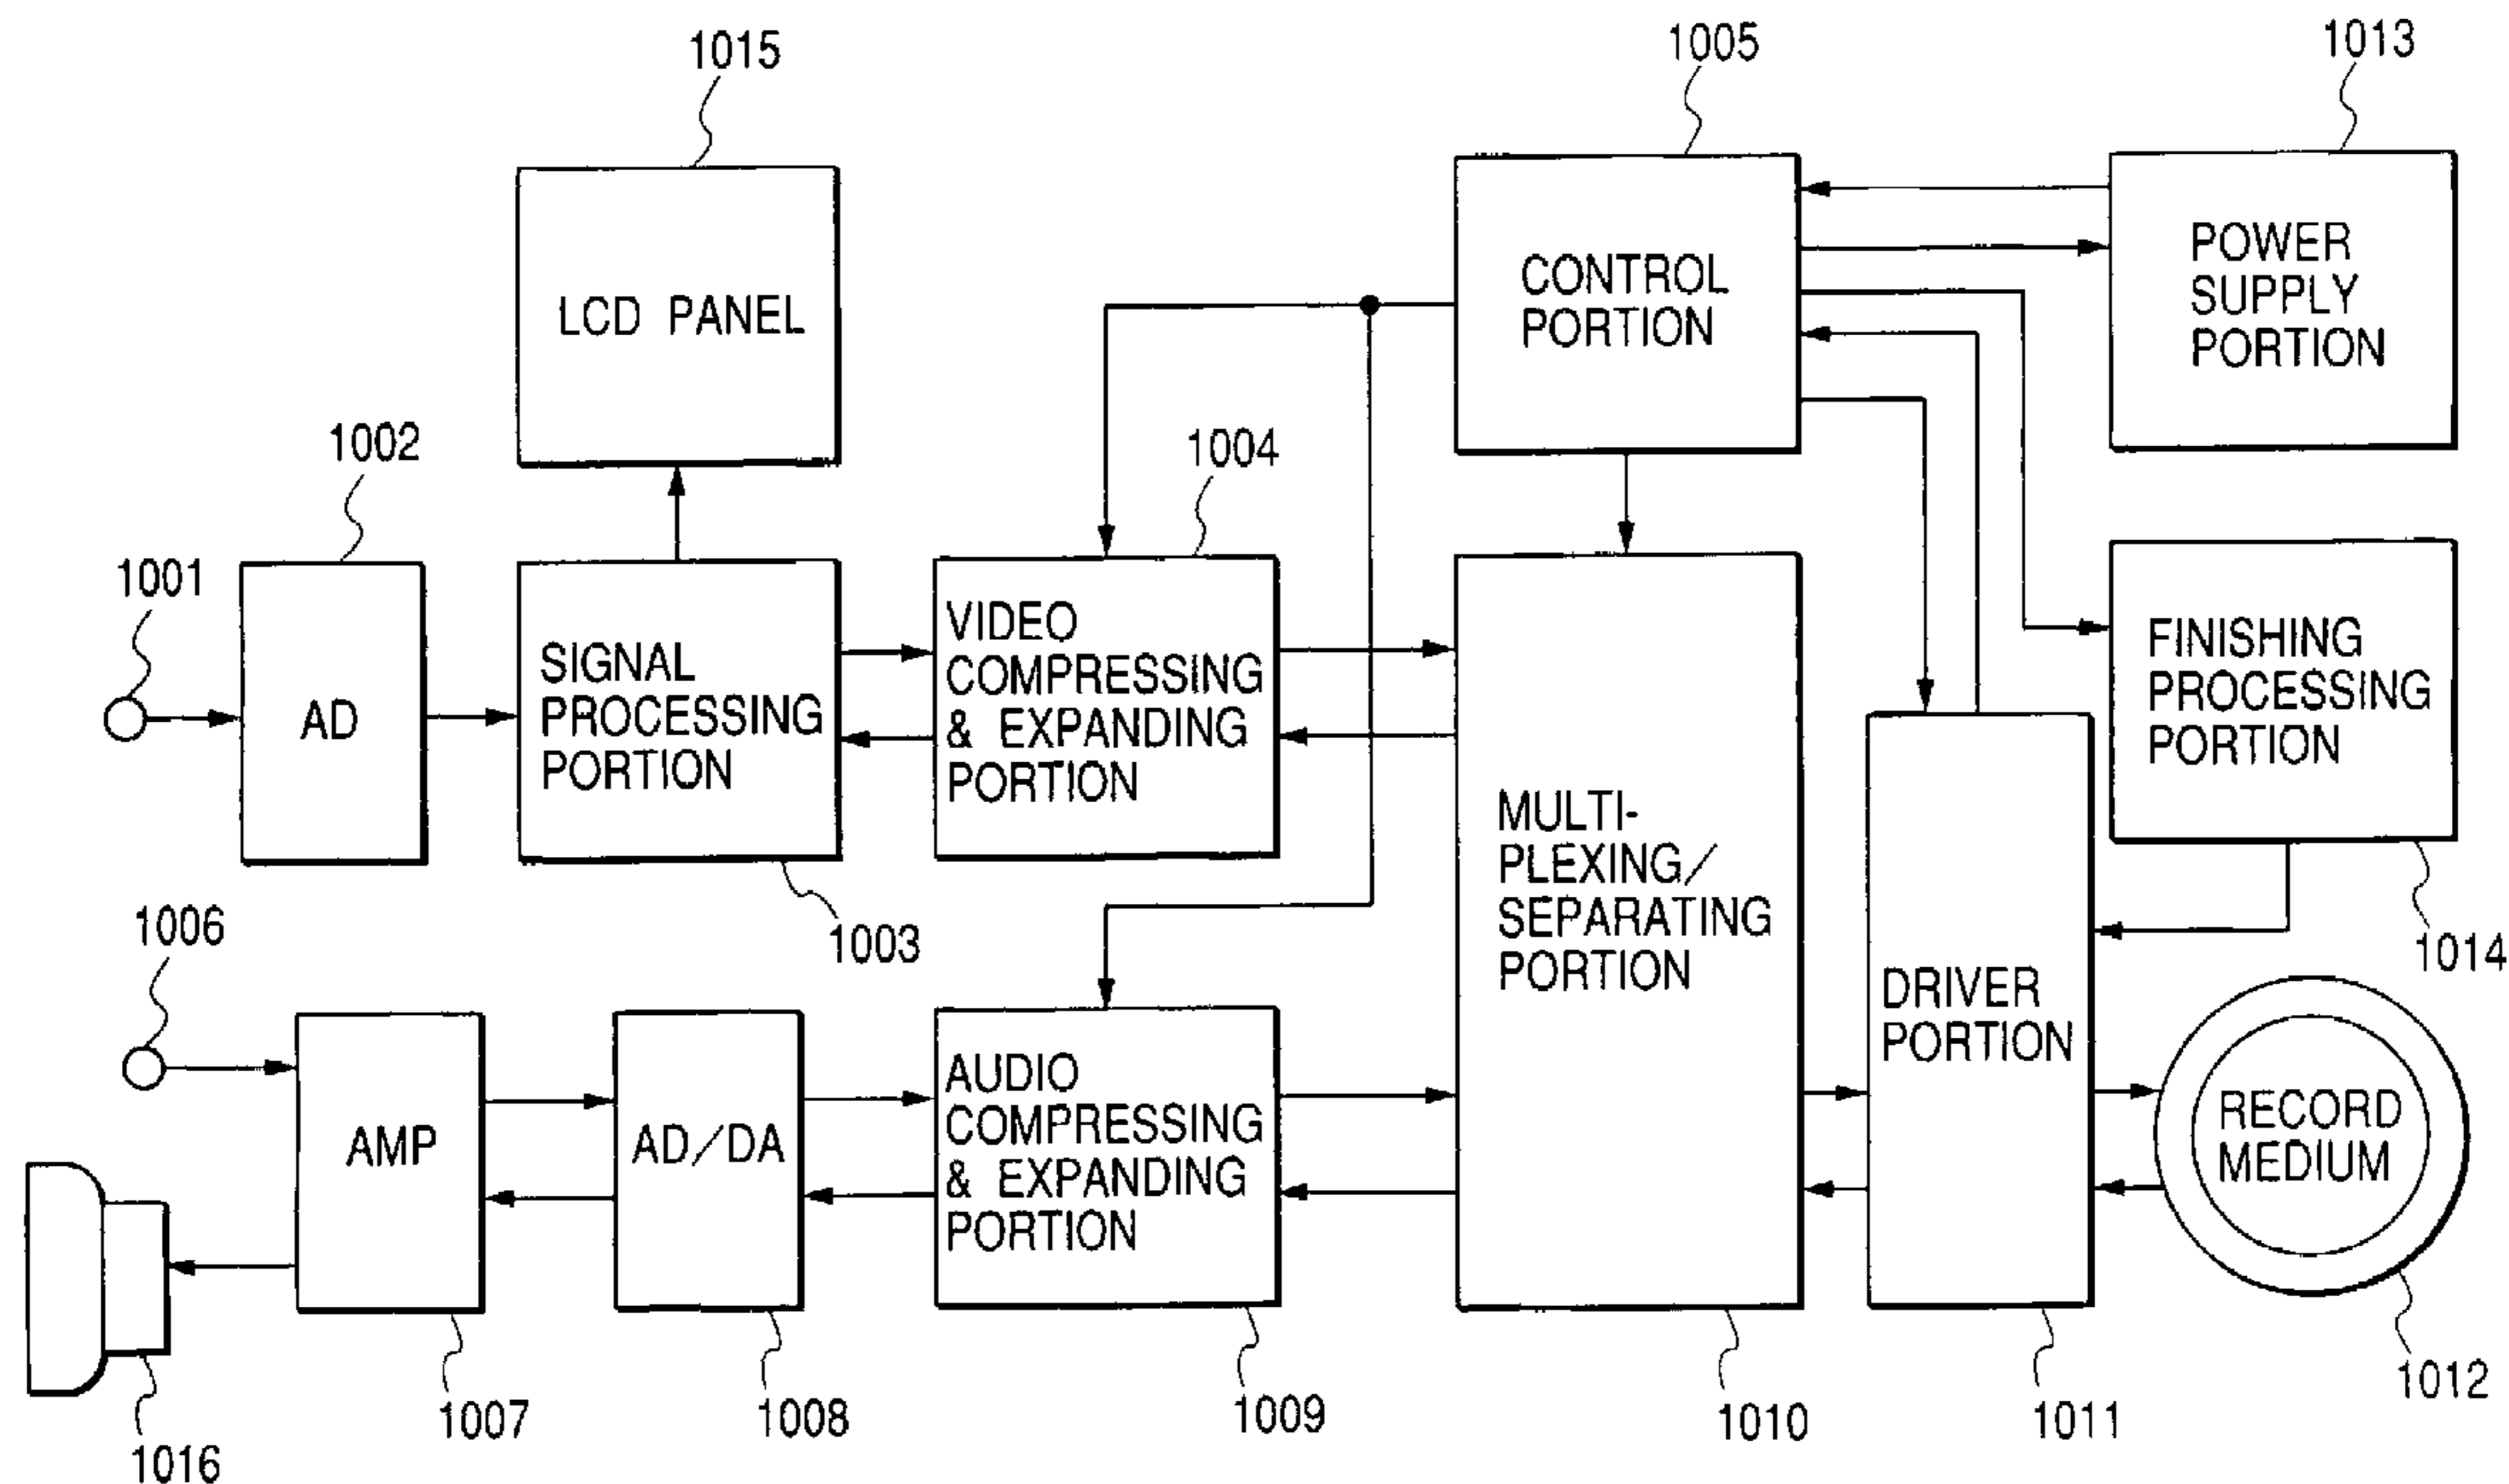 1015
1005
1013
LCD PANEL
CONTROL
PORTION
POWER
SUPPLY
PORTION
1002
1004
1001
AD
SIGNAL
PROCESSING
PORTION
VIDEO
COMPRESSING
& EXPANDING
PORTION
FINISHING
PROCESSING
PORTION
MULTI-
PLEXING/
SEPARATING
PORTION
1006
1003
1014
DRIVER
PORTION
AMP
AD/DA
AUDIO
COMPRESSING
& EXPANDING
PORTION
RECORD
MEDIUM
1016
1007
1008
1009
1010
1011
1012